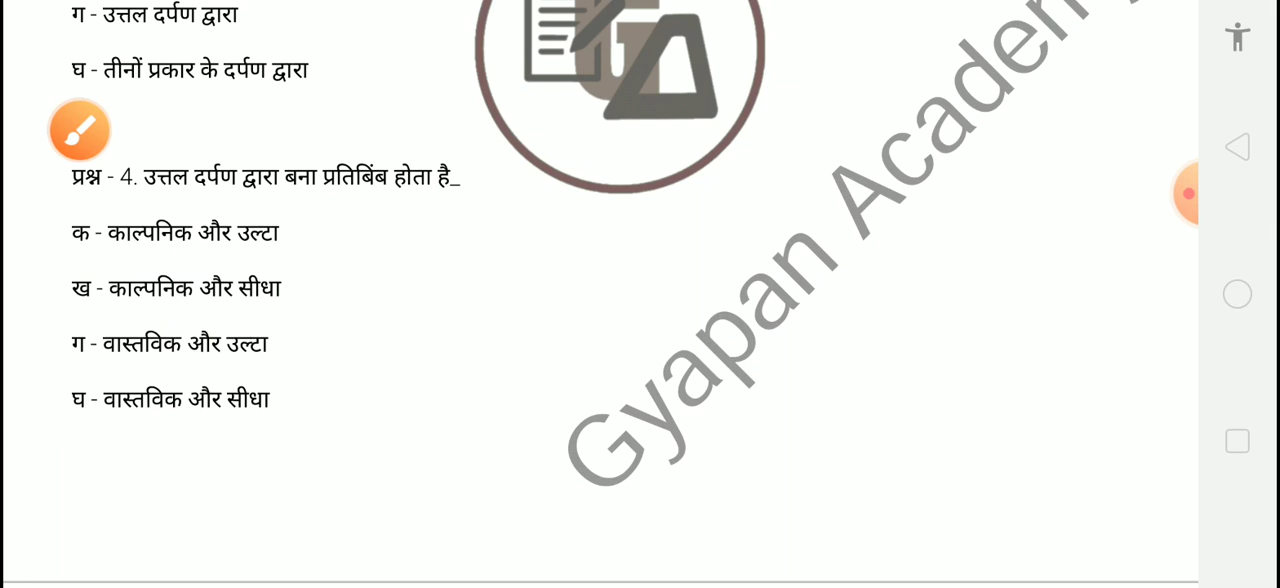 ग - उत्तल दर्पण द्वारा
घ - तीनों प्रकार के दर्पण द्वारा
प्रश्न - 4. उत्तल दर्पण द्वारा बना प्रतिबिंब होता है_
क - काल्पनिक और उल्टा
ख - काल्पनिक और सीधा
ग - वास्तविक और उल्टा
घ - वास्तविक और सीधा
G
Gyapan Academy